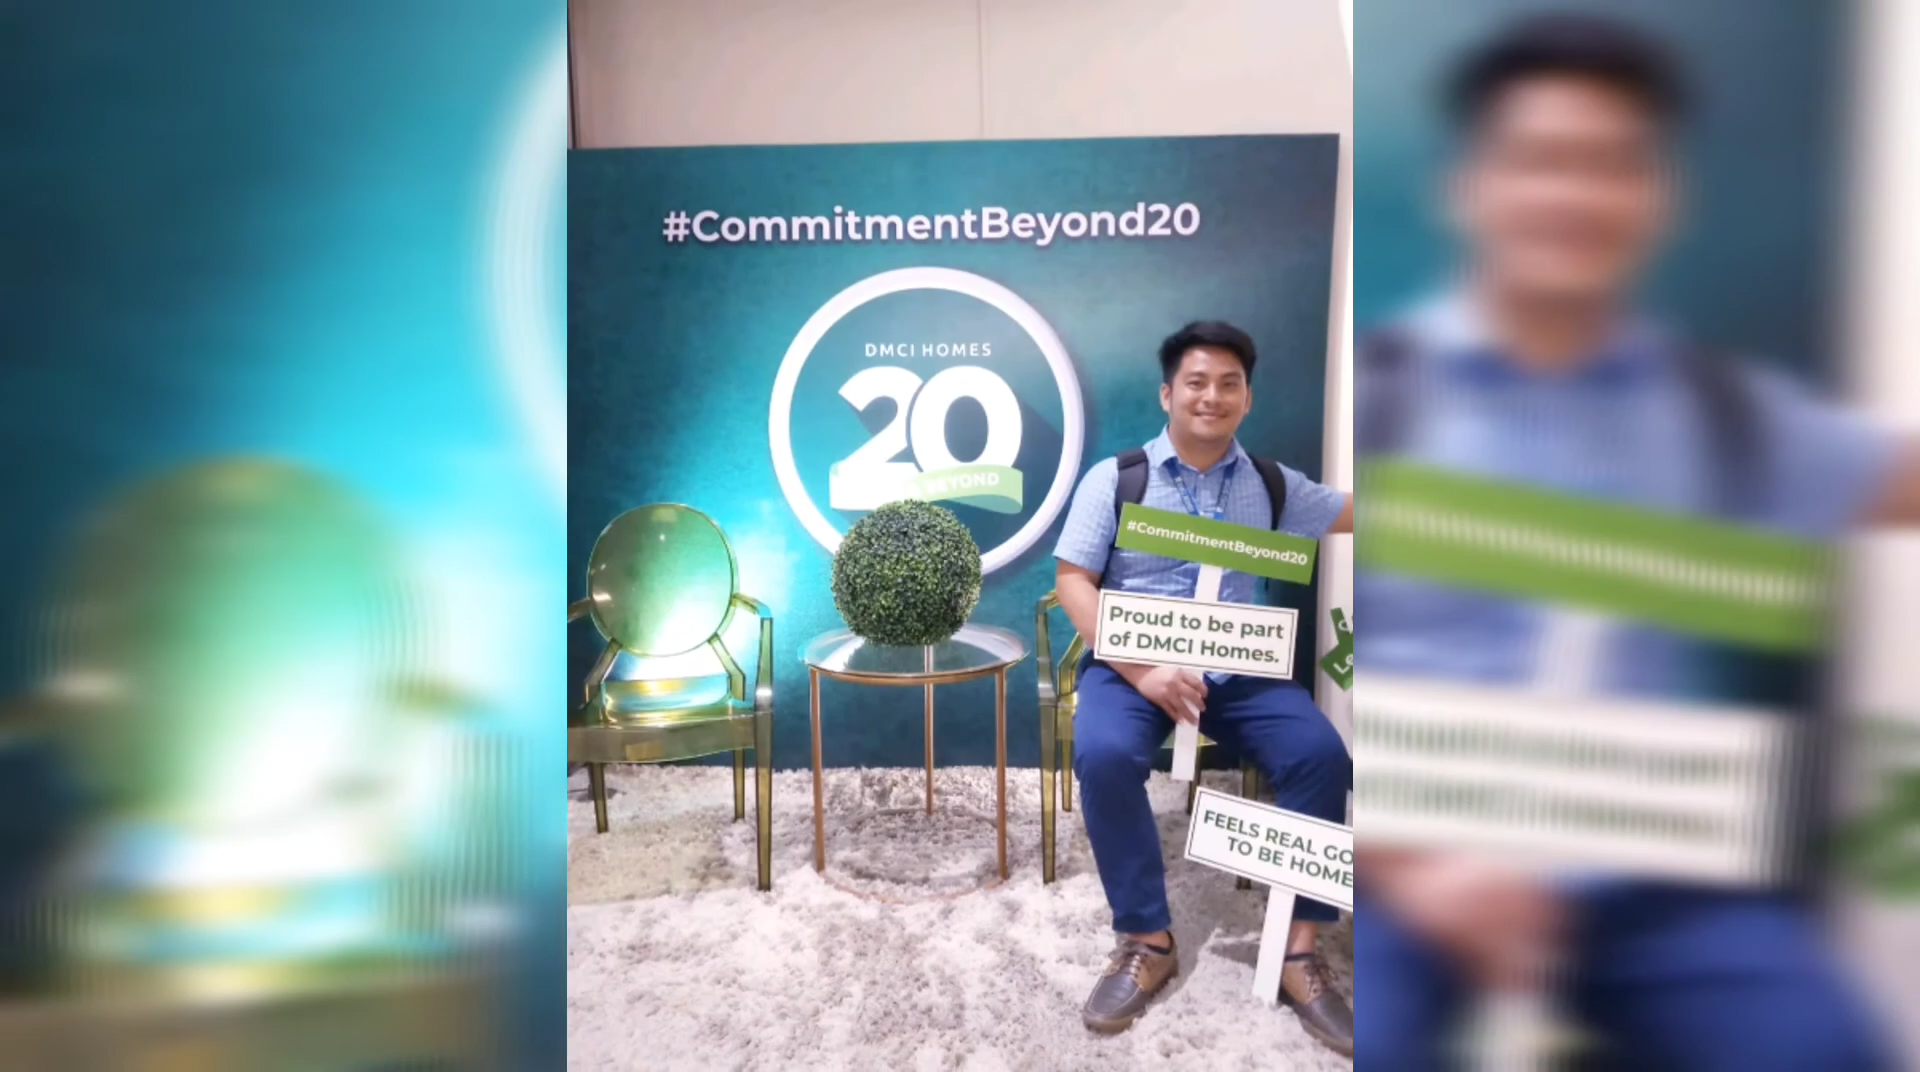 #CommitmentBeyond20
DMCI HOMES
20
BEYOND
#CommitmentBeyond20
Proud to be part
of DMCI Homes.
FEELS REAL GO
TO BE HOME